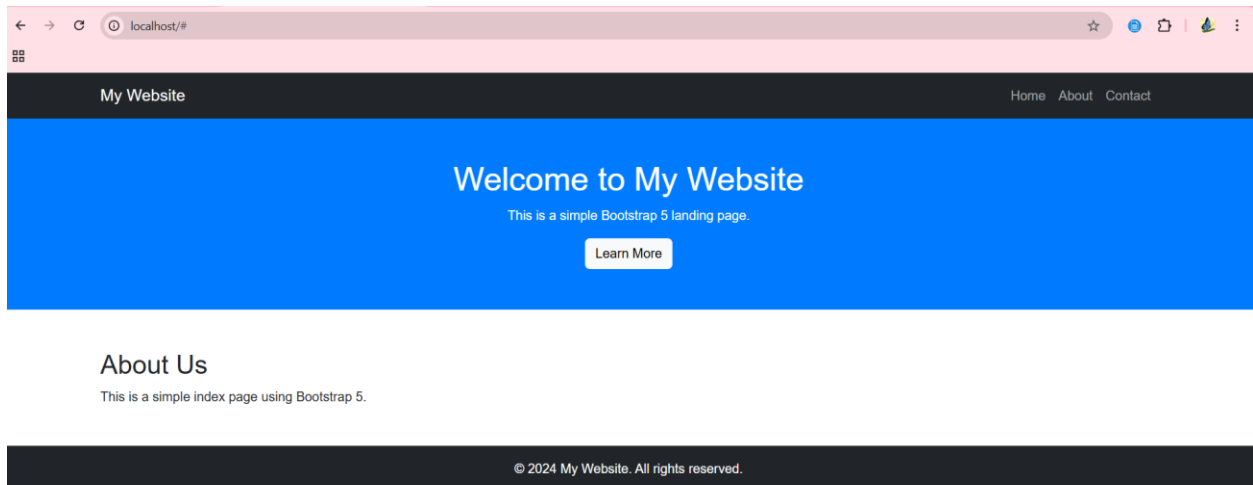 localhost/#
My Website
Home About Contact
Welcome to My Website
This is a simple Bootstrap 5 landing page.
Learn More
About Us
This is a simple index page using Bootstrap 5.
© 2024 My Website. All rights reserved.